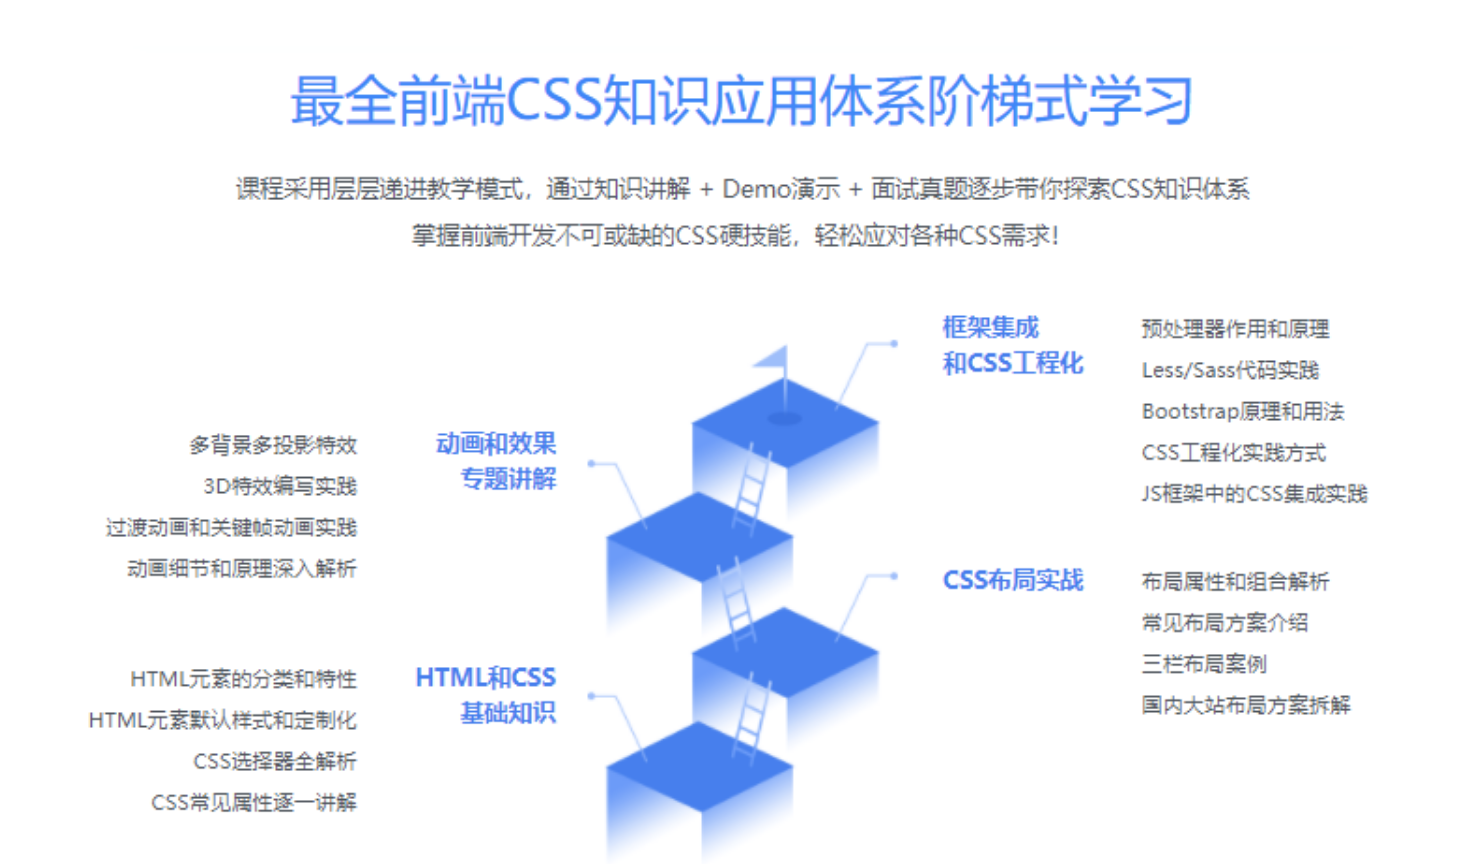 最全前端CSS知识应用体系阶梯式学习
课程采用层层递进教学模式，通过知识讲解 + Demo演示 + 面试真题逐步带你探索CSS知识体系
掌握前端开发不可或缺的CSS硬技能，轻松应对各种CSS需求！
框架集成
和CSS工程化
预处理器作用和原理
Less/Sass代码实践
Bootstrap原理和用法
CSS工程化实践方式
JS框架中的CSS集成实践
动画和效果
专题讲解
多背景多投影特效
3D特效编写实践
过渡动画和关键帧动画实践
动画细节和原理深入解析
CSS布局实战
布局属性和组合解析
常见布局方案介绍
三栏布局案例
国内大站布局方案拆解
HTML和CSS
基础知识
HTML元素的分类和特性
HTML元素默认样式和定制化
CSS选择器全解析
CSS常见属性逐一讲解